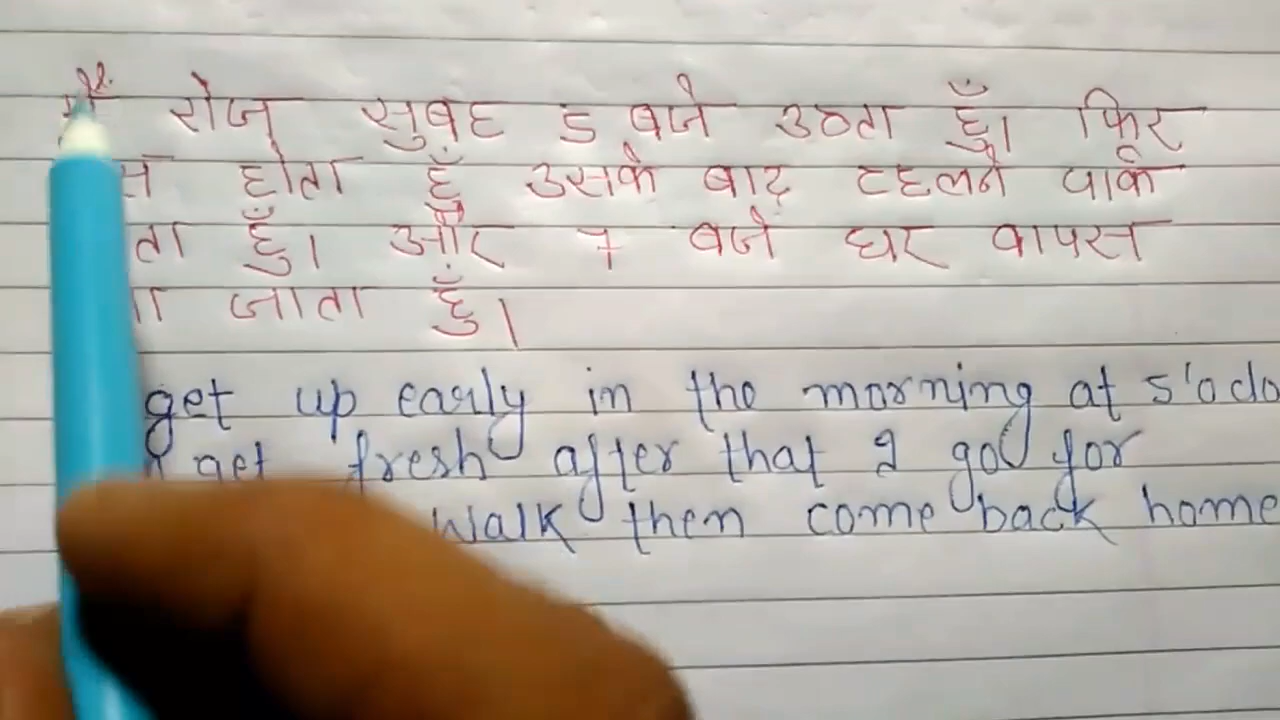 मैं रोज सुबह 5 बजे उठता हूँ। फिर
होता हूँ उसके बाद टहलने पार्क
ता हूँ। और 7 बजे घर वापस
जाता हूँ।
get up early in the morning at 5'oclo
get fresh after that I go for
walk then come back home